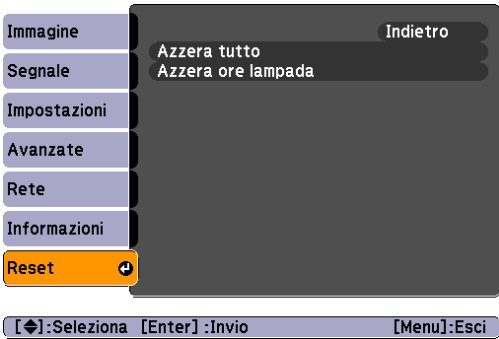 Immagine
Segnale
Impostazioni
Avanzate
Rete
Informazioni
Reset
Indietro
Azzera tutto
Azzera ore lampada
[◆]:Seleziona [Enter] :Invio [Menu]:Esci